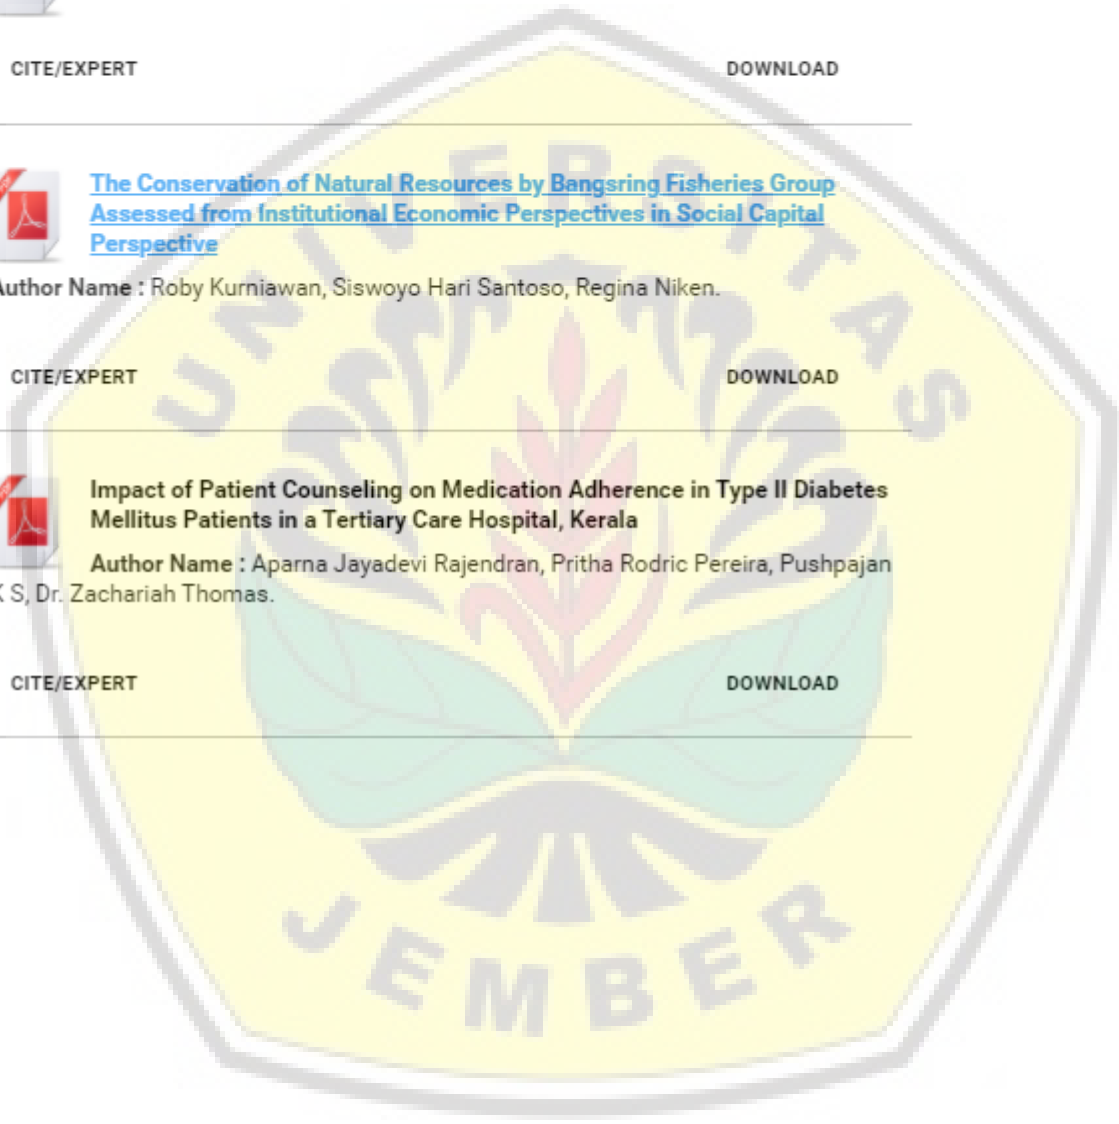 CITE/EXPERT DOWNLOAD
The Conservation of Natural Resources by Bangsring Fisheries Group
Assessed from Institutional Economic Perspectives in Social Capital
Perspective
Author Name : Roby Kurniawan, Siswoyo Hari Santoso, Regina Niken.
CITE/EXPERT DOWNLOAD
Impact of Patient Counseling on Medication Adherence in Type II Diabetes
Mellitus Patients in a Tertiary Care Hospital, Kerala
Author Name : Aparna Jayadevi Rajendran, Pritha Rodric Pereira, Pushpajan
K S, Dr. Zachariah Thomas.
CITE/EXPERT DOWNLOAD
UNIVERSITAS
JEMBER